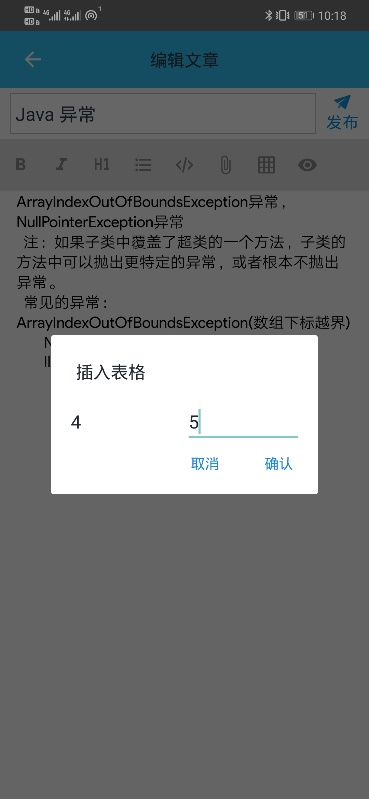 10:18
编辑文章
Java 异常
发布
B I H1
ArrayIndexOutOfBoundsException异常，
NullPointerException异常
注：如果子类中覆盖了超类的一个方法，子类的
方法中可以抛出更特定的异常，或者根本不抛出
异常。
常见的异常：
ArrayIndexOutOfBoundsException(数组下标越界)
插入表格
4 5
取消 确认